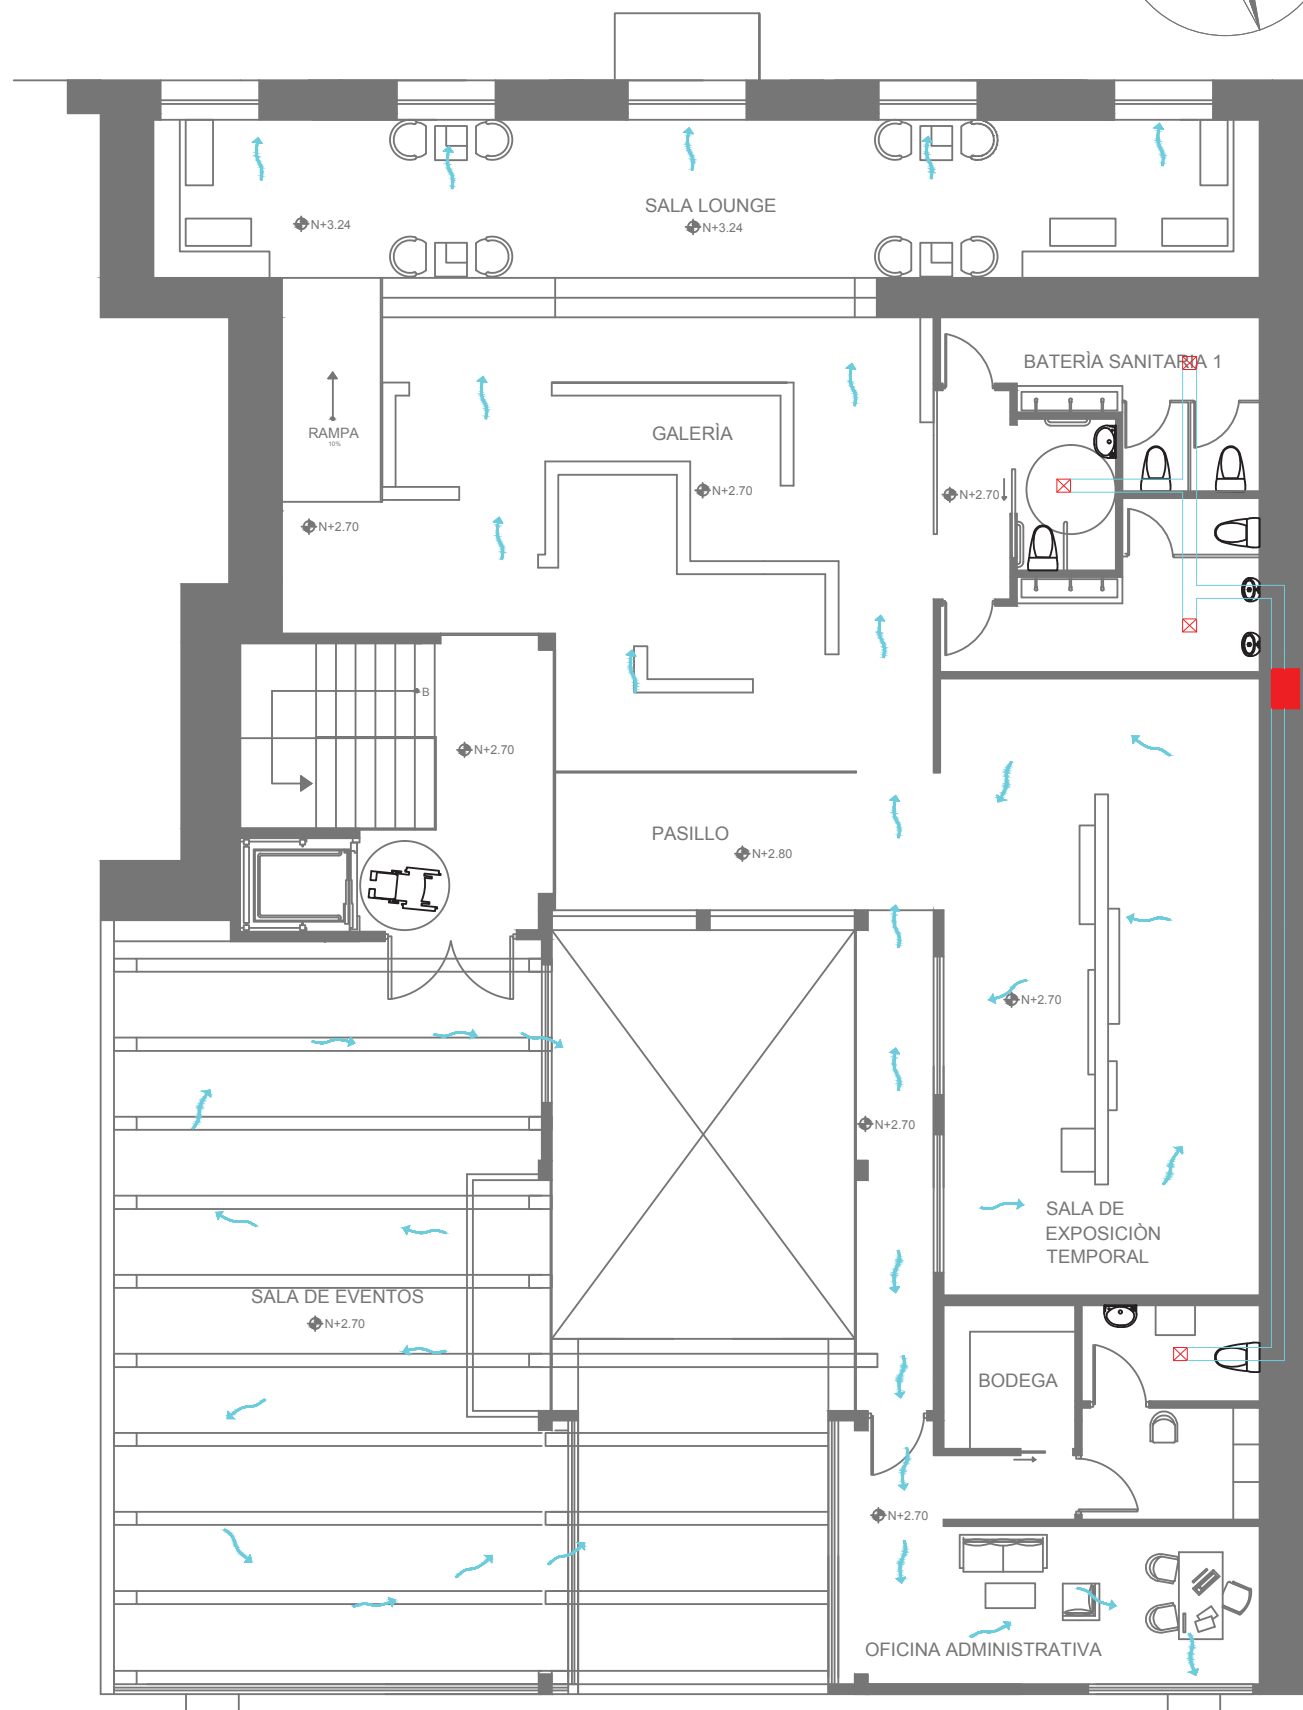 SALA LOUNGE
N+3.24
N+3.24
BATERÌA SANITARIA 1
RAMPA
10%
GALERÌA
N+2.70
N+2.70
N+2.70
B
N+2.70
PASILLO
N+2.80
N+2.70
N+2.70
SALA DE
EXPOSICIÒN
TEMPORAL
SALA DE EVENTOS
N+2.70
BODEGA
N+2.70
OFICINA ADMINISTRATIVA